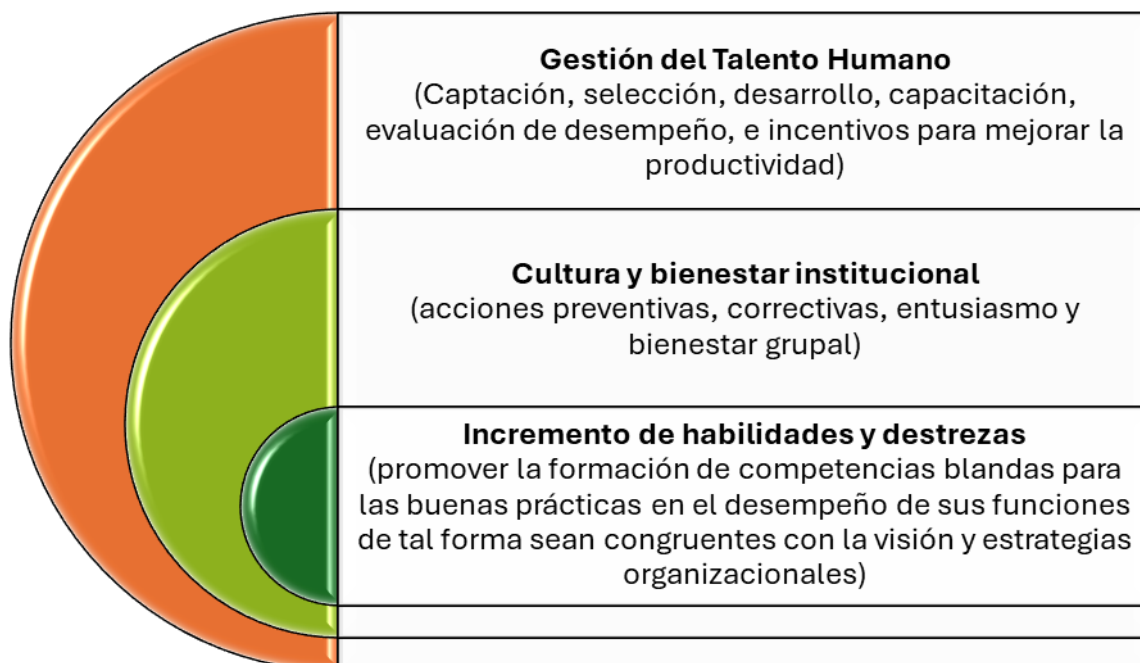 Gestión del Talento Humano
(Captación, selección, desarrollo, capacitación,
evaluación de desempeño, e incentivos para mejorar la
productividad)
Cultura y bienestar institucional
(acciones preventivas, correctivas, entusiasmo y
bienestar grupal)
Incremento de habilidades y destrezas
(promover la formación de competencias blandas para
las buenas prácticas en el desempeño de sus funciones
de tal forma sean congruentes con la visión y estrategias
organizacionales)